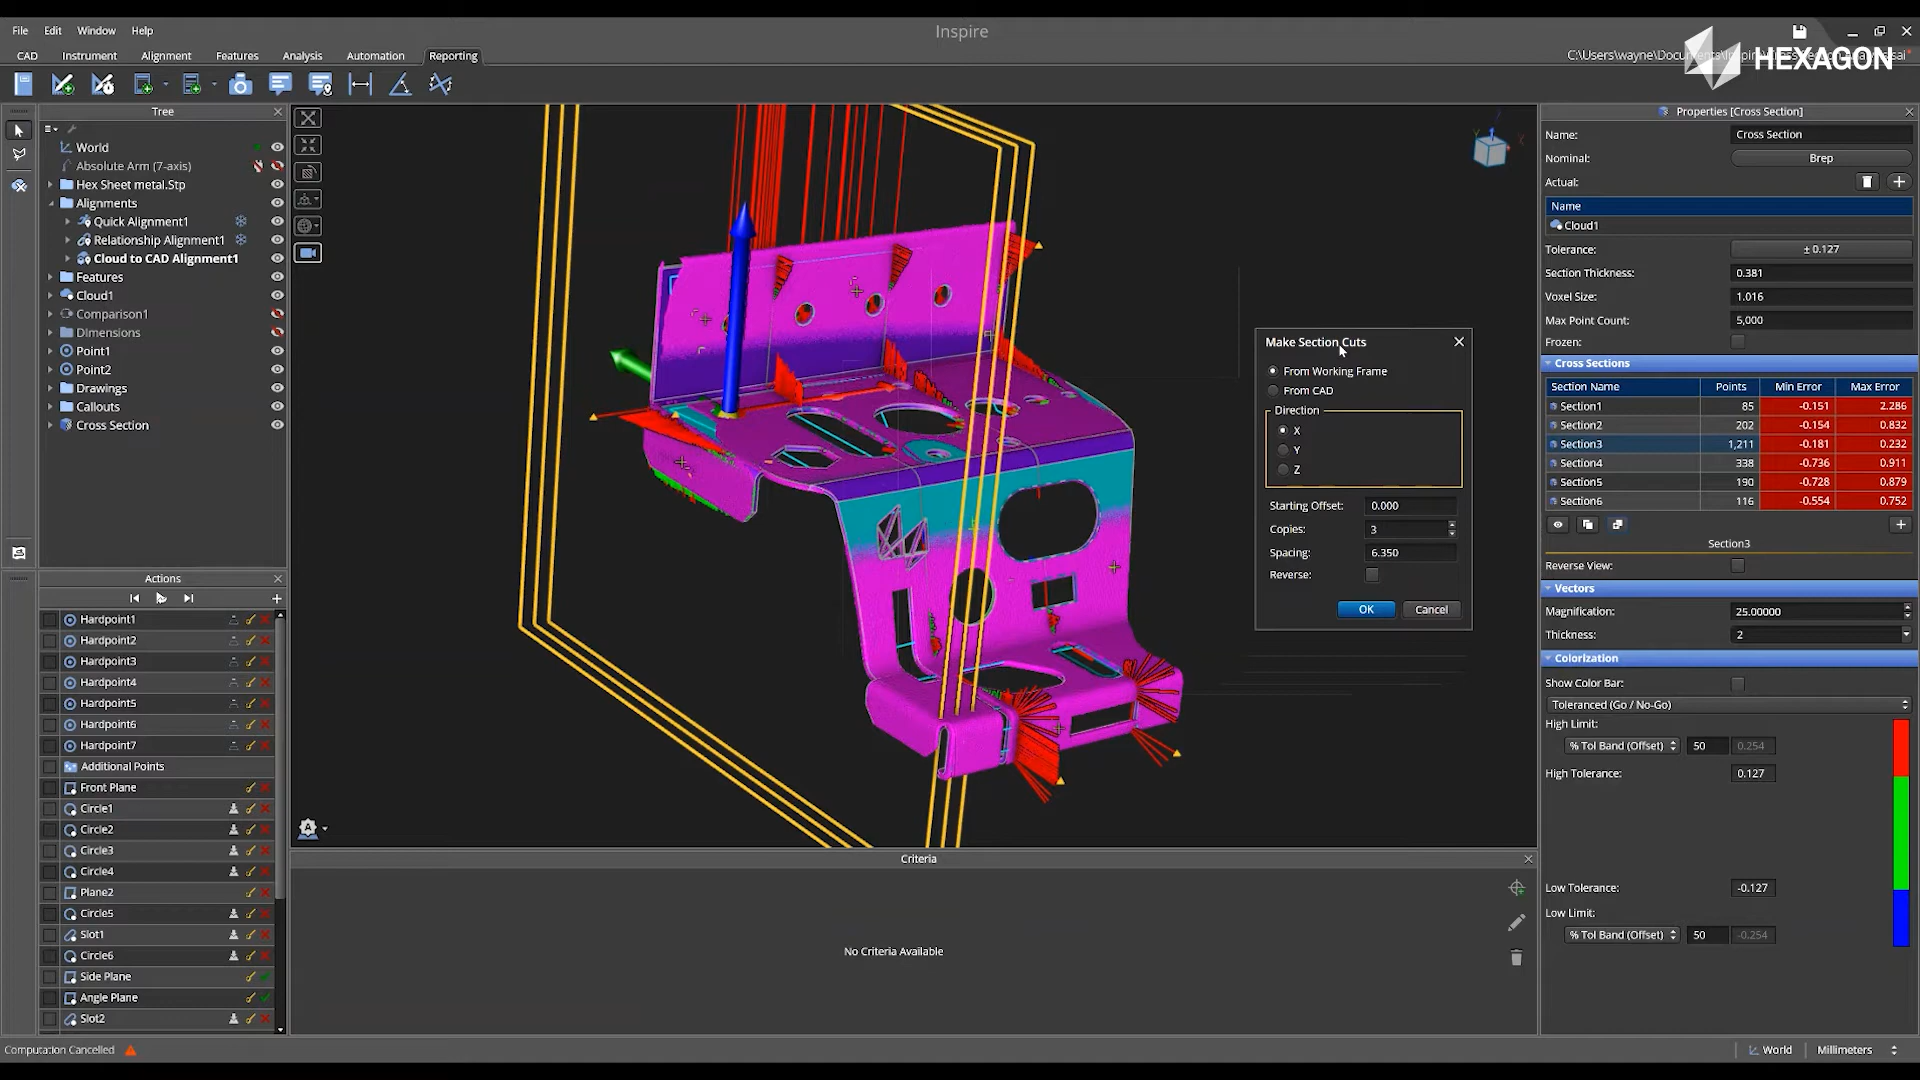 Inspire
HEXAGON
File Edit Window Help
CAD Instrument Alignment Features Analysis Automation Reporting
Tree
World
Absolute Arm (7-axis)
Hex Sheet metal.Stp
Alignments
Quick Alignment1
Relationship Alignment1
Cloud to CAD Alignment1
Features
Cloud1
Comparison1
Dimensions
Point1
Point2
Drawings
Callouts
Cross Section
Actions
Hardpoint1
Hardpoint2
Hardpoint3
Hardpoint4
Hardpoint5
Hardpoint6
Hardpoint7
Additional Points
Front Plane
Circle1
Circle2
Circle3
Circle4
Plane2
Circle5
Slot1
Circle6
Side Plane
Angle Plane
Slot2
Make Section Cuts
From Working Frame
From CAD
Direction
X
Y
Z
Starting Offset: 0.000
Copies: 3
Spacing: 6.350
Reverse:
OK Cancel
Criteria
No Criteria Available
Properties [Cross Section]
Name: Cross Section
Nominal: Brep
Actual:
Name
Cloud1
Tolerance: ± 0.127
Section Thickness: 0.381
Voxel Size: 1.016
Max Point Count: 5,000
Frozen:
Cross Sections
Section Name Points Min Error Max Error
Section1 85 -0.151 2.286
Section2 202 -0.154 0.832
Section3 1,211 -0.181 0.232
Section4 338 -0.736 0.911
Section5 190 -0.728 0.879
Section6 116 -0.554 0.752
Section3
Reverse View:
Vectors
Magnification: 25.00000
Thickness: 2
Colorization
Show Color Bar:
Toleranced (Go / No-Go)
High Limit:
% Tol Band (Offset) 50 0.254
High Tolerance: 0.127
Low Tolerance: -0.127
Low Limit:
% Tol Band (Offset) 50 -0.254
Computation Cancelled
World Millimeters